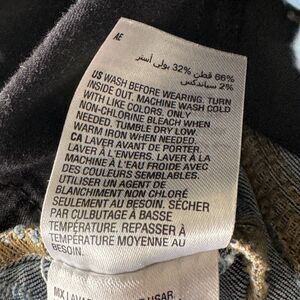 AE
66% قطن 32% بولي أستر
2% سباندكس
US WASH BEFORE WEARING. TURN
INSIDE OUT. MACHINE WASH COLD
WITH LIKE COLORS. ONLY
NON-CHLORINE BLEACH WHEN
NEEDED. TUMBLE DRY LOW.
WARM IRON WHEN NEEDED.
CA LAVER AVANT DE PORTER.
LAVER À L'ENVERS. LAVER À LA
MACHINE À L'EAU FROIDE AVEC
DES COULEURS SEMBLABLES.
UTILISER UN AGENT DE
BLANCHIMENT NON CHLORÉ
SEULEMENT AU BESOIN. SÉCHER
PAR CULBUTAGE À BASSE
TEMPÉRATURE. REPASSER À
TEMPÉRATURE MOYENNE AU
BESOIN.
MX LAVAR
USAR